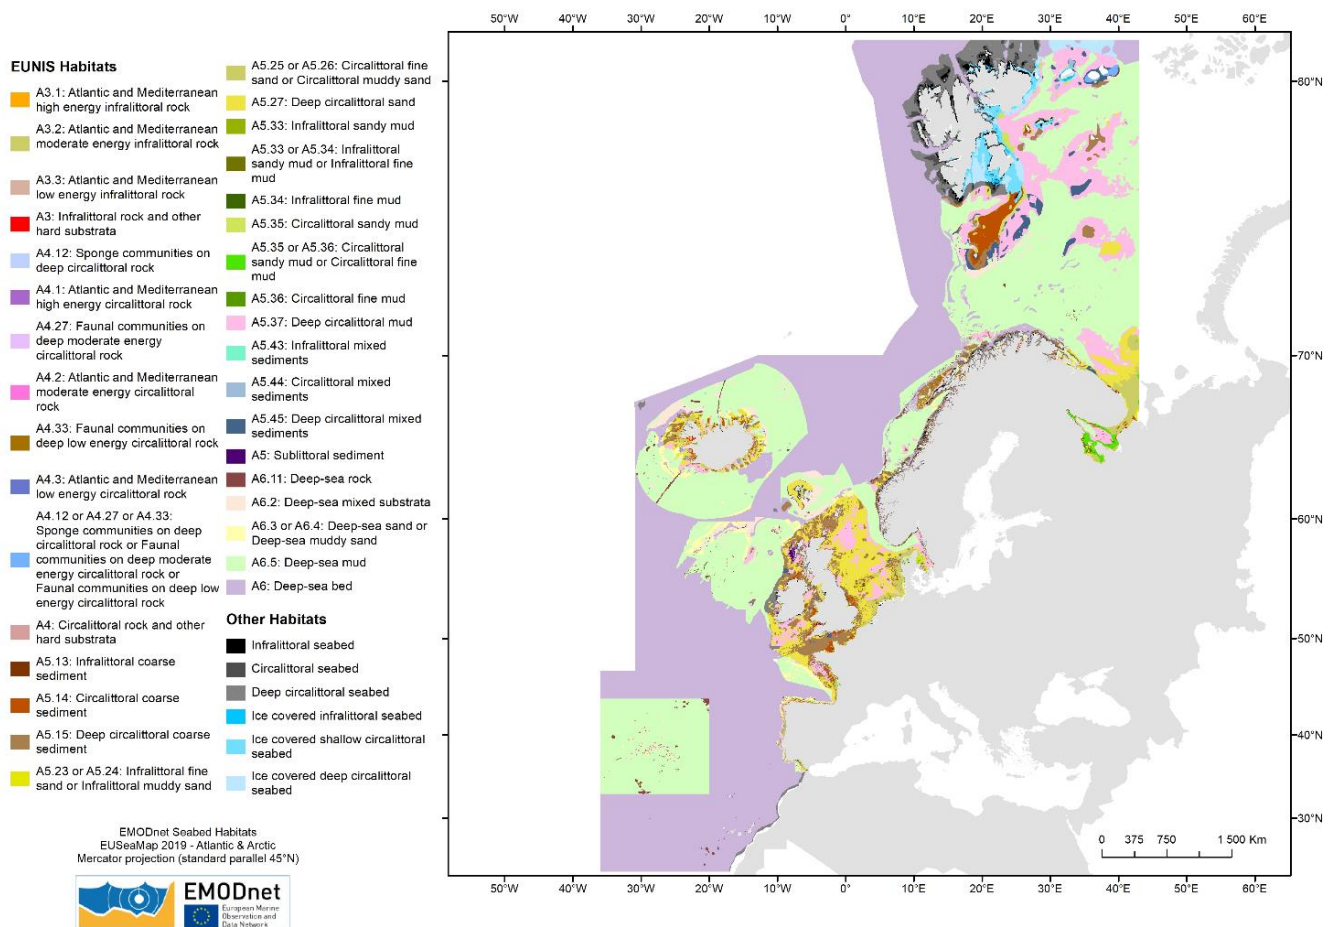 EUNIS Habitats
A3.1: Atlantic and Mediterranean
high energy infralittoral rock
A3.2: Atlantic and Mediterranean
moderate energy infralittoral rock
A3.3: Atlantic and Mediterranean
low energy infralittoral rock
A3: Infralittoral rock and other
hard substrata
A4.12: Sponge communities on
deep circalittoral rock
A4.1: Atlantic and Mediterranean
high energy circalittoral rock
A4.27: Faunal communities on
deep moderate energy
circalittoral rock
A4.2: Atlantic and Mediterranean
moderate energy circalittoral
rock
A4.33: Faunal communities on
deep low energy circalittoral rock
A4.3: Atlantic and Mediterranean
low energy circalittoral rock
A4.12 or A4.27 or A4.33:
Sponge communities on deep
circalittoral rock or Faunal
communities on deep moderate
energy circalittoral rock or
Faunal communities on deep low
energy circalittoral rock
A4: Circalittoral rock and other
hard substrata
A5.13: Infralittoral coarse
sediment
A5.14: Circalittoral coarse
sediment
A5.15: Deep circalittoral coarse
sediment
A5.23 or A5.24: Infralittoral fine
sand or Infralittoral muddy sand
A5.25 or A5.26: Circalittoral fine
sand or Circalittoral muddy sand
A5.27: Deep circalittoral sand
A5.33: Infralittoral sandy mud
A5.33 or A5.34: Infralittoral
sandy mud or Infralittoral fine
mud
A5.34: Infralittoral fine mud
A5.35: Circalittoral sandy mud
A5.35 or A5.36: Circalittoral
sandy mud or Circalittoral fine
mud
A5.36: Circalittoral fine mud
A5.37: Deep circalittoral mud
A5.43: Infralittoral mixed
sediments
A5.44: Circalittoral mixed
sediments
A5.45: Deep circalittoral mixed
sediments
A5: Sublittoral sediment
A6.11: Deep-sea rock
A6.2: Deep-sea mixed substrata
A6.3 or A6.4: Deep-sea sand or
Deep-sea muddy sand
A6.5: Deep-sea mud
A6: Deep-sea bed
Other Habitats
Infralittoral seabed
Circalittoral seabed
Deep circalittoral seabed
Ice covered infralittoral seabed
Ice covered shallow circalittoral
seabed
Ice covered deep circalittoral
seabed
EMODnet Seabed Habitats
EUSeaMap 2019 - Atlantic & Arctic
Mercator projection (standard parallel 45°N)
EMODnet
European Marine
Observation and
Data Network
50°W 40°W 30°W 20°W 10°W 0° 10°E 20°E 30°E 40°E 50°E 60°E
80°N
70°N
60°N
50°N
40°N
30°N
0 375 750 1 500 Km
50°W 40°W 30°W 20°W 10°W 0° 10°E 20°E 30°E 40°E 50°E 60°E